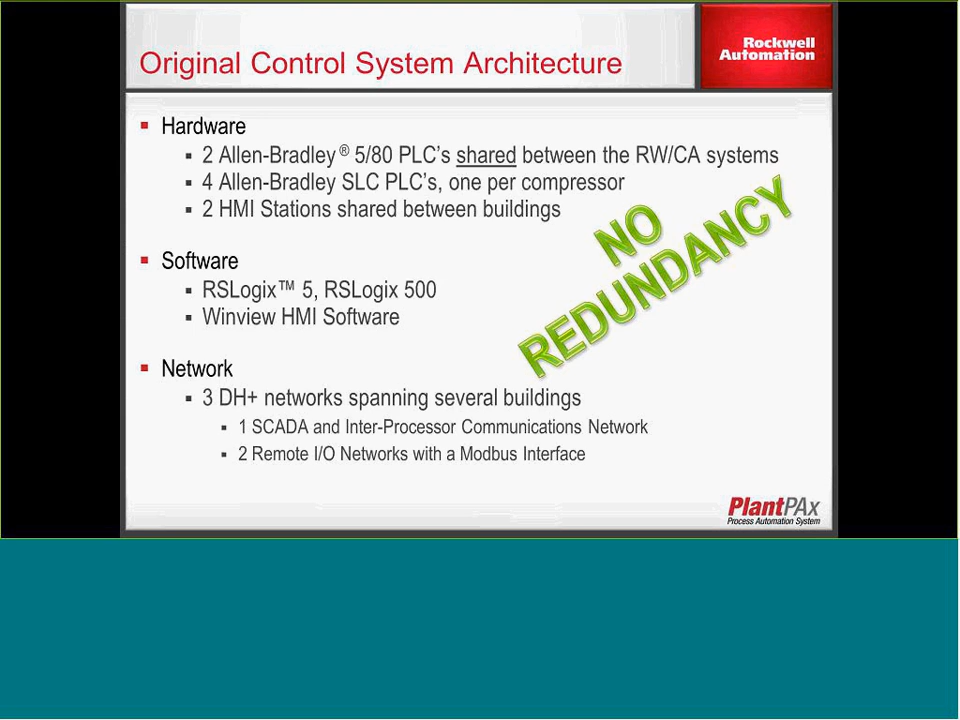 Original Control System Architecture
Rockwell
Automation
Hardware
2 Allen-Bradley ® 5/80 PLC’s shared between the RW/CA systems
4 Allen-Bradley SLC PLC’s, one per compressor
2 HMI Stations shared between buildings
NO
REDUNDANCY
Software
RSLogix™ 5, RSLogix 500
Winview HMI Software
Network
3 DH+ networks spanning several buildings
1 SCADA and Inter-Processor Communications Network
2 Remote I/O Networks with a Modbus Interface
PlantPAx
Process Automation System